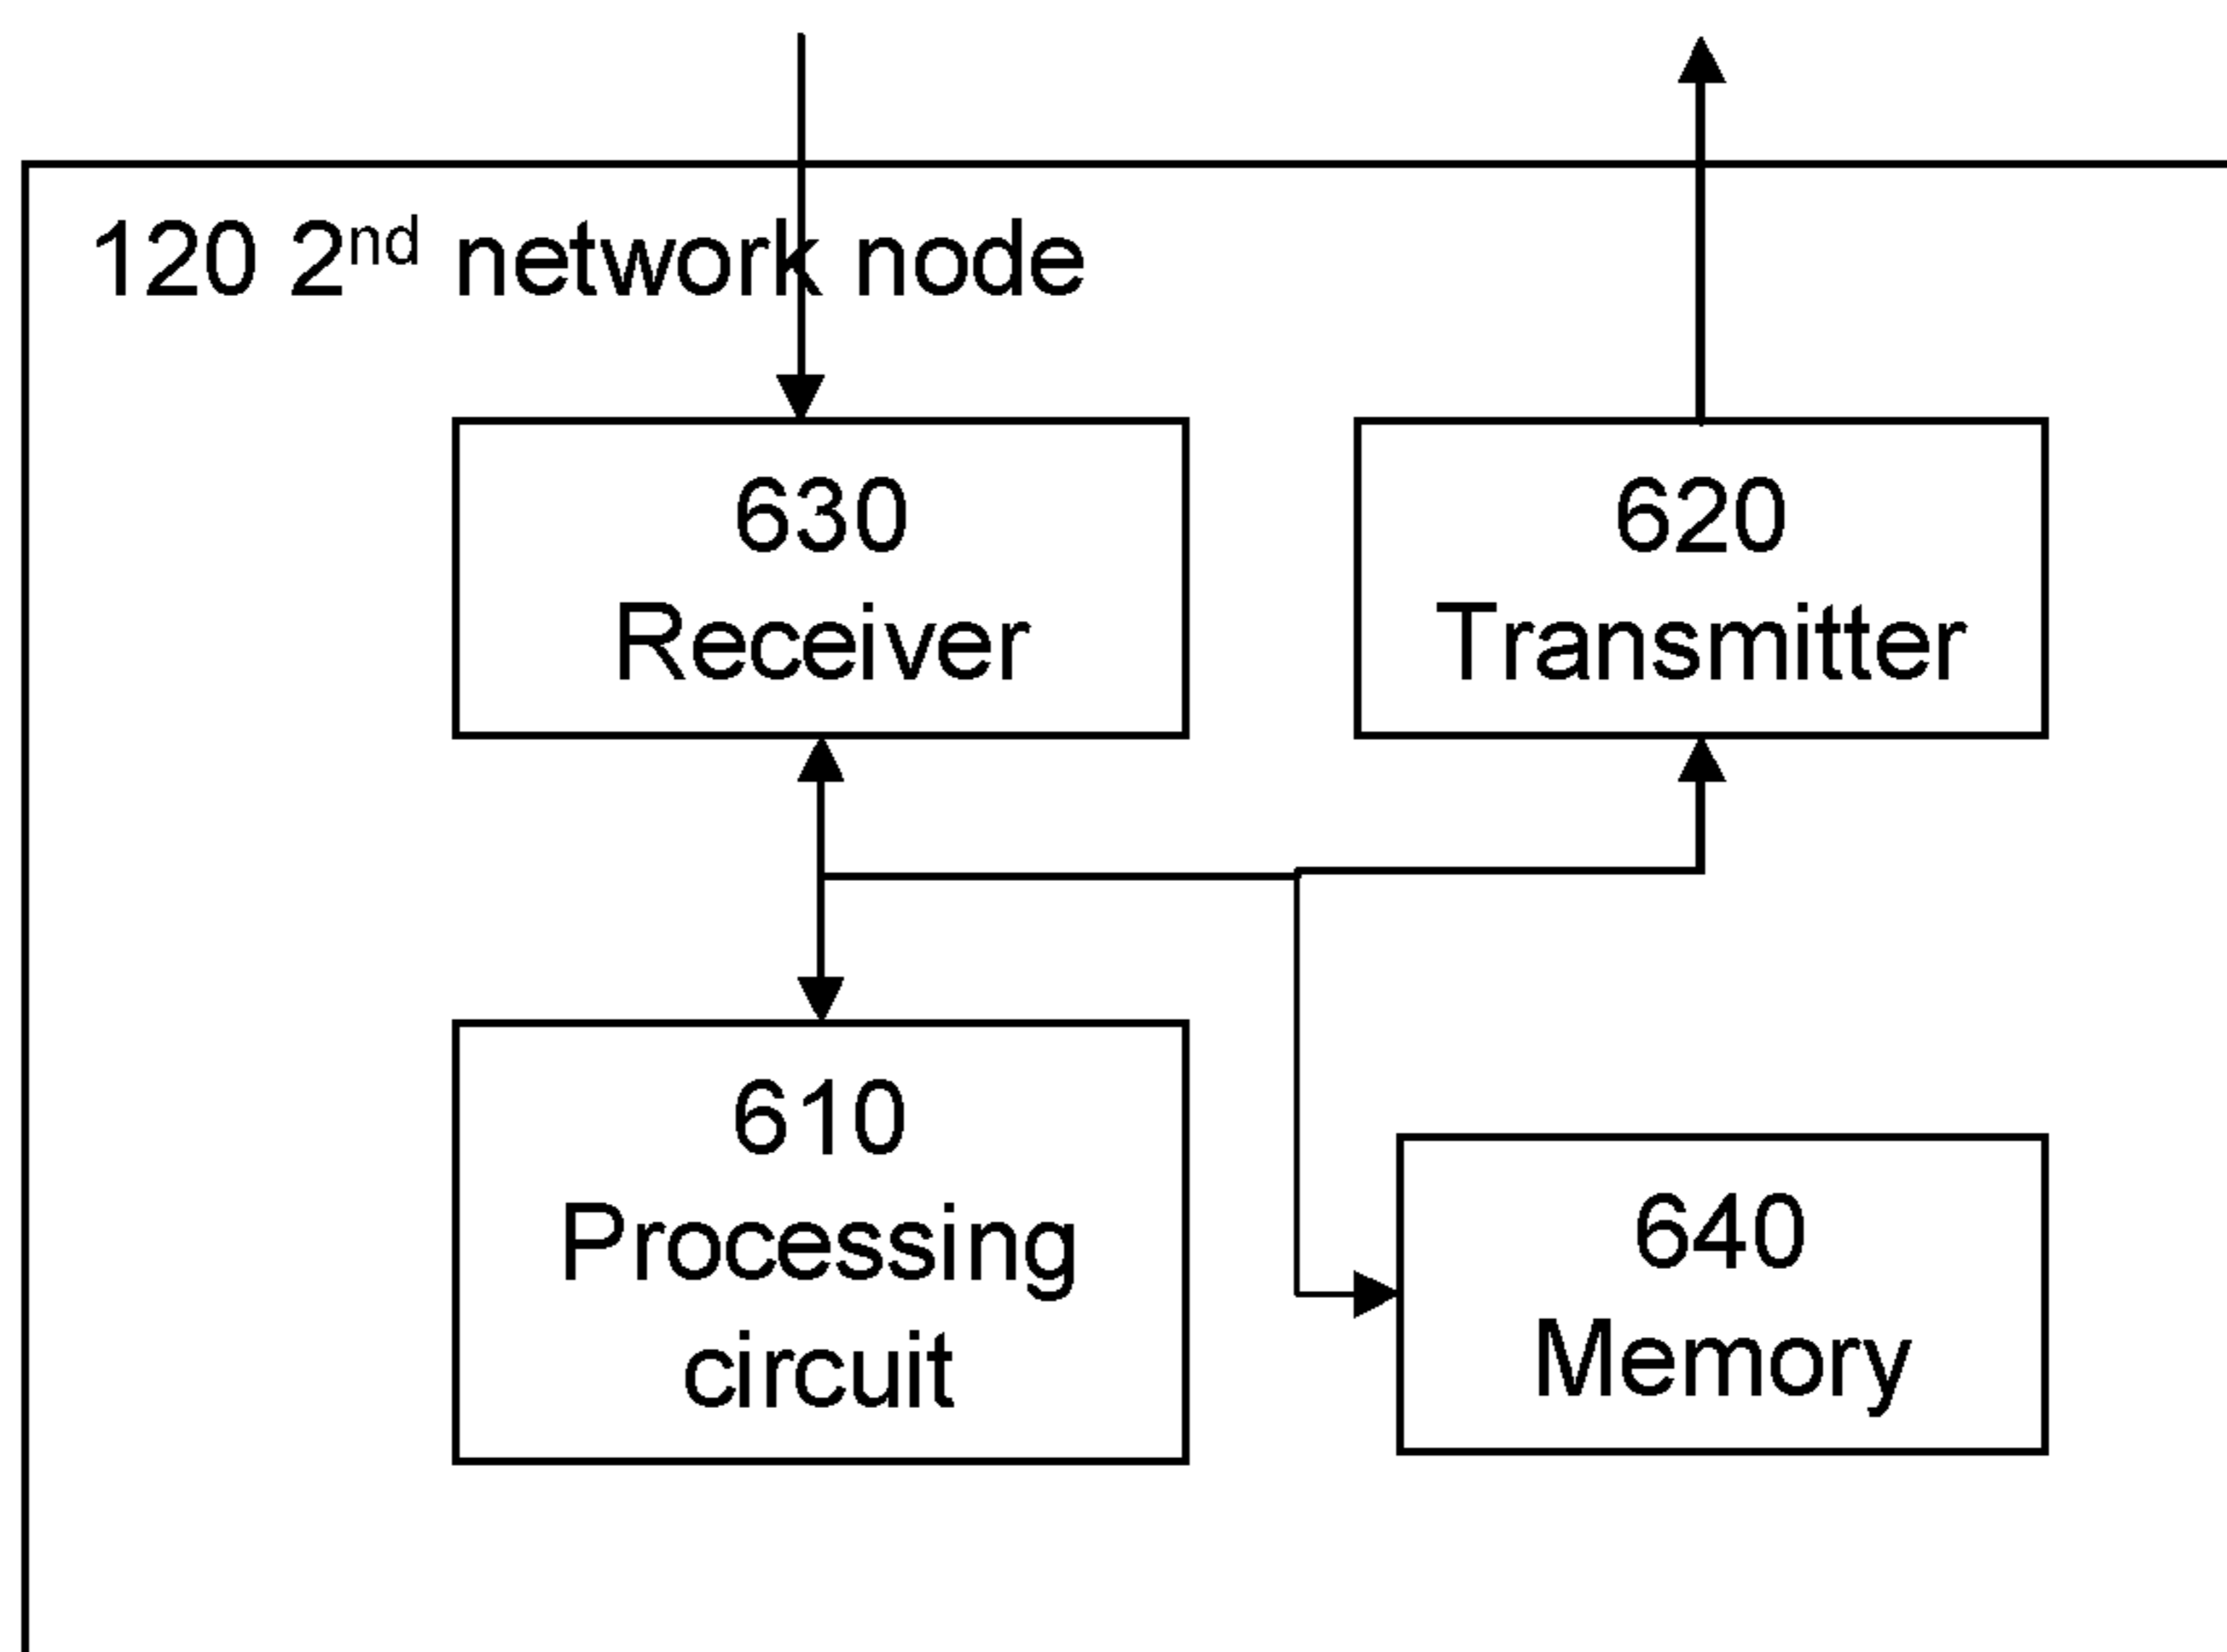 120 2nd network node
630
Receiver
620
Transmitter
610
Processing
circuit
640
Memory